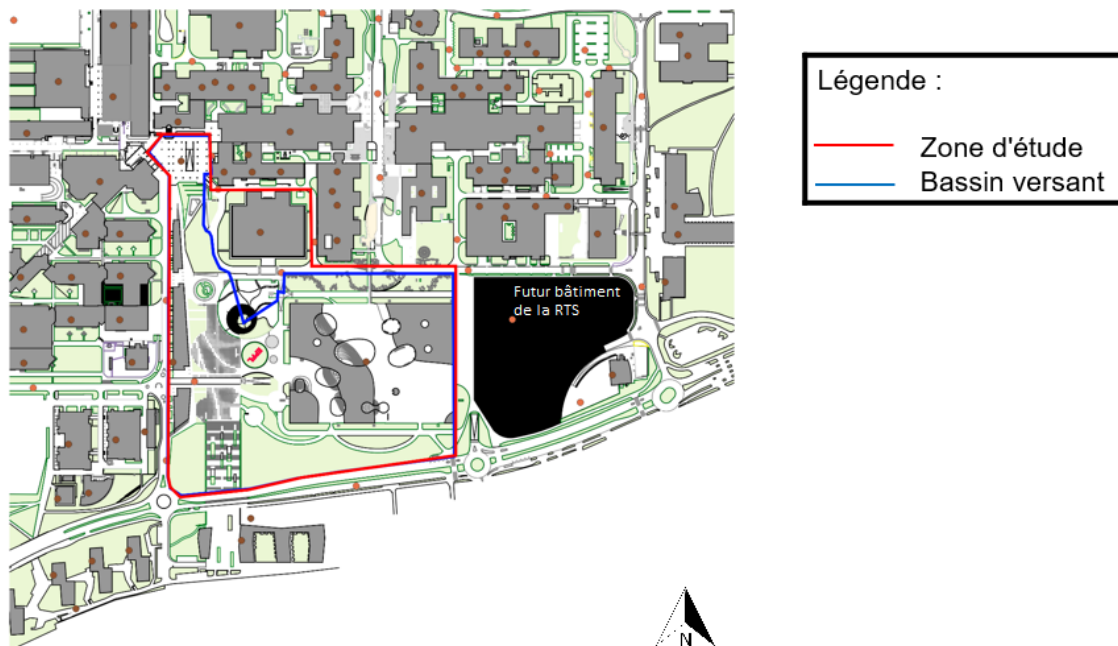 Légende :
Zone d'étude
Bassin versant
Futur bâtiment
de la RTS
N